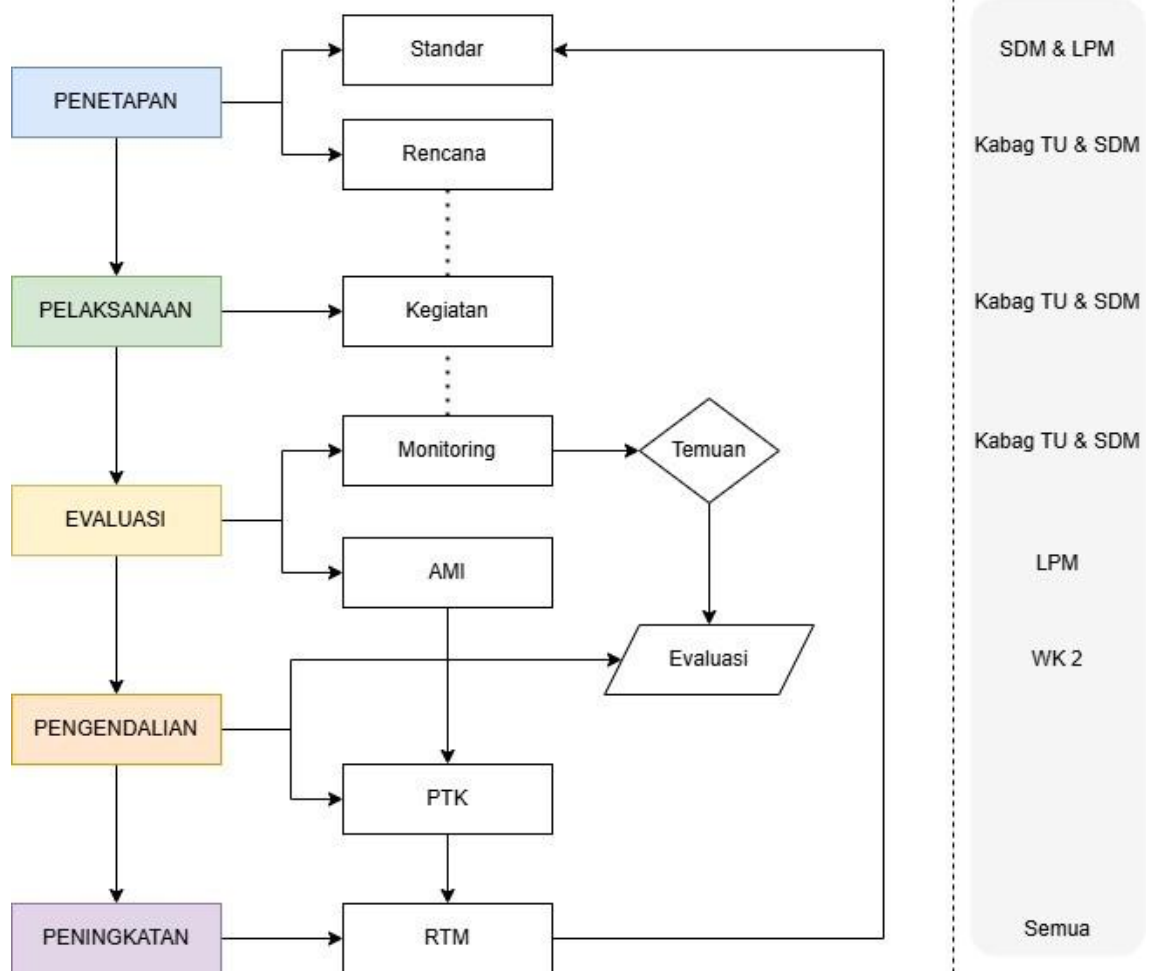 Standar
SDM & LPM
PENETAPAN
Rencana
Kabag TU & SDM
PELAKSANAAN
Kegiatan
Kabag TU & SDM
Monitoring
Temuan
Kabag TU & SDM
EVALUASI
AMI
LPM
Evaluasi
WK 2
PENGENDALIAN
PTK
PENINGKATAN
RTM
Semua